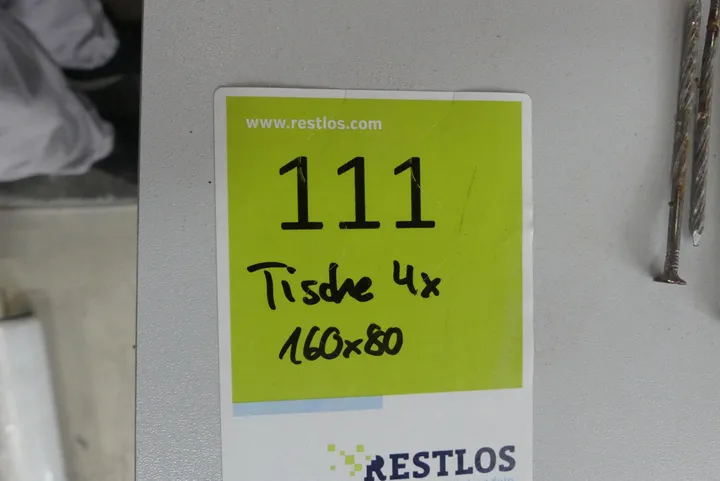 www.restlos.com
111
Tische 4x
160x80
RESTLOS